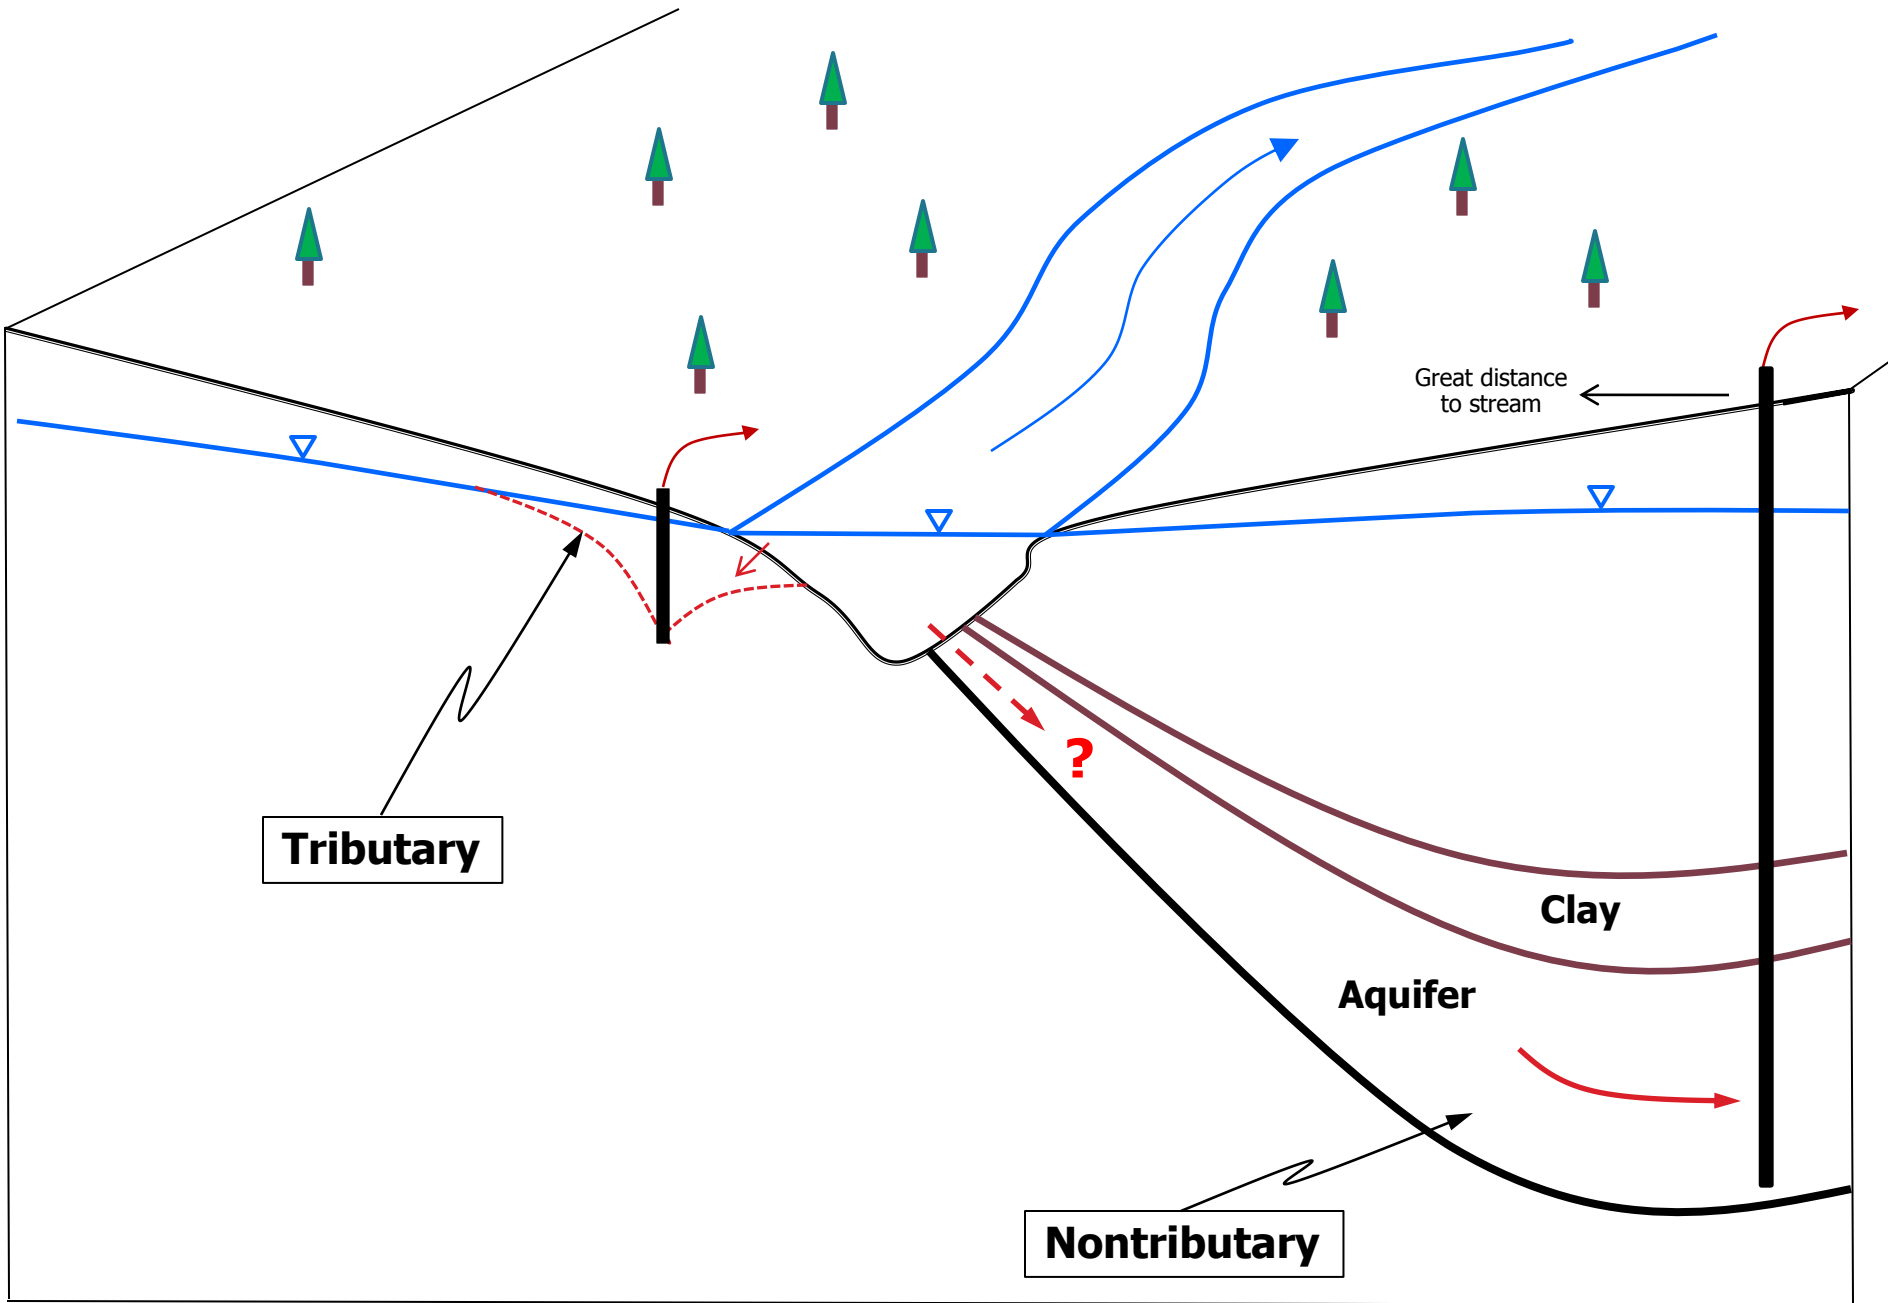 Great distance
to stream
Tributary
?
Clay
Aquifer
Nontributary